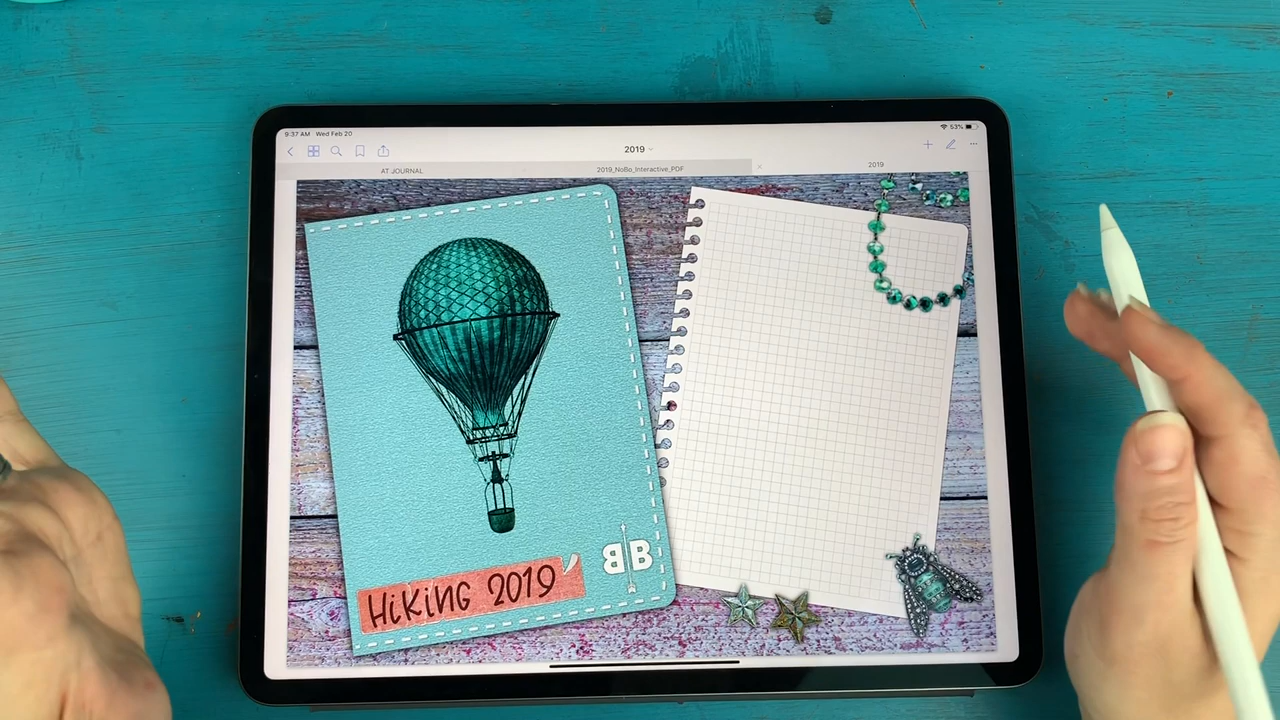 9:37 AM Wed Feb 20
53%
2019
AT JOURNAL
2019_NoBo_Interactive_PDF
2019
HiKiNG 2019
BB